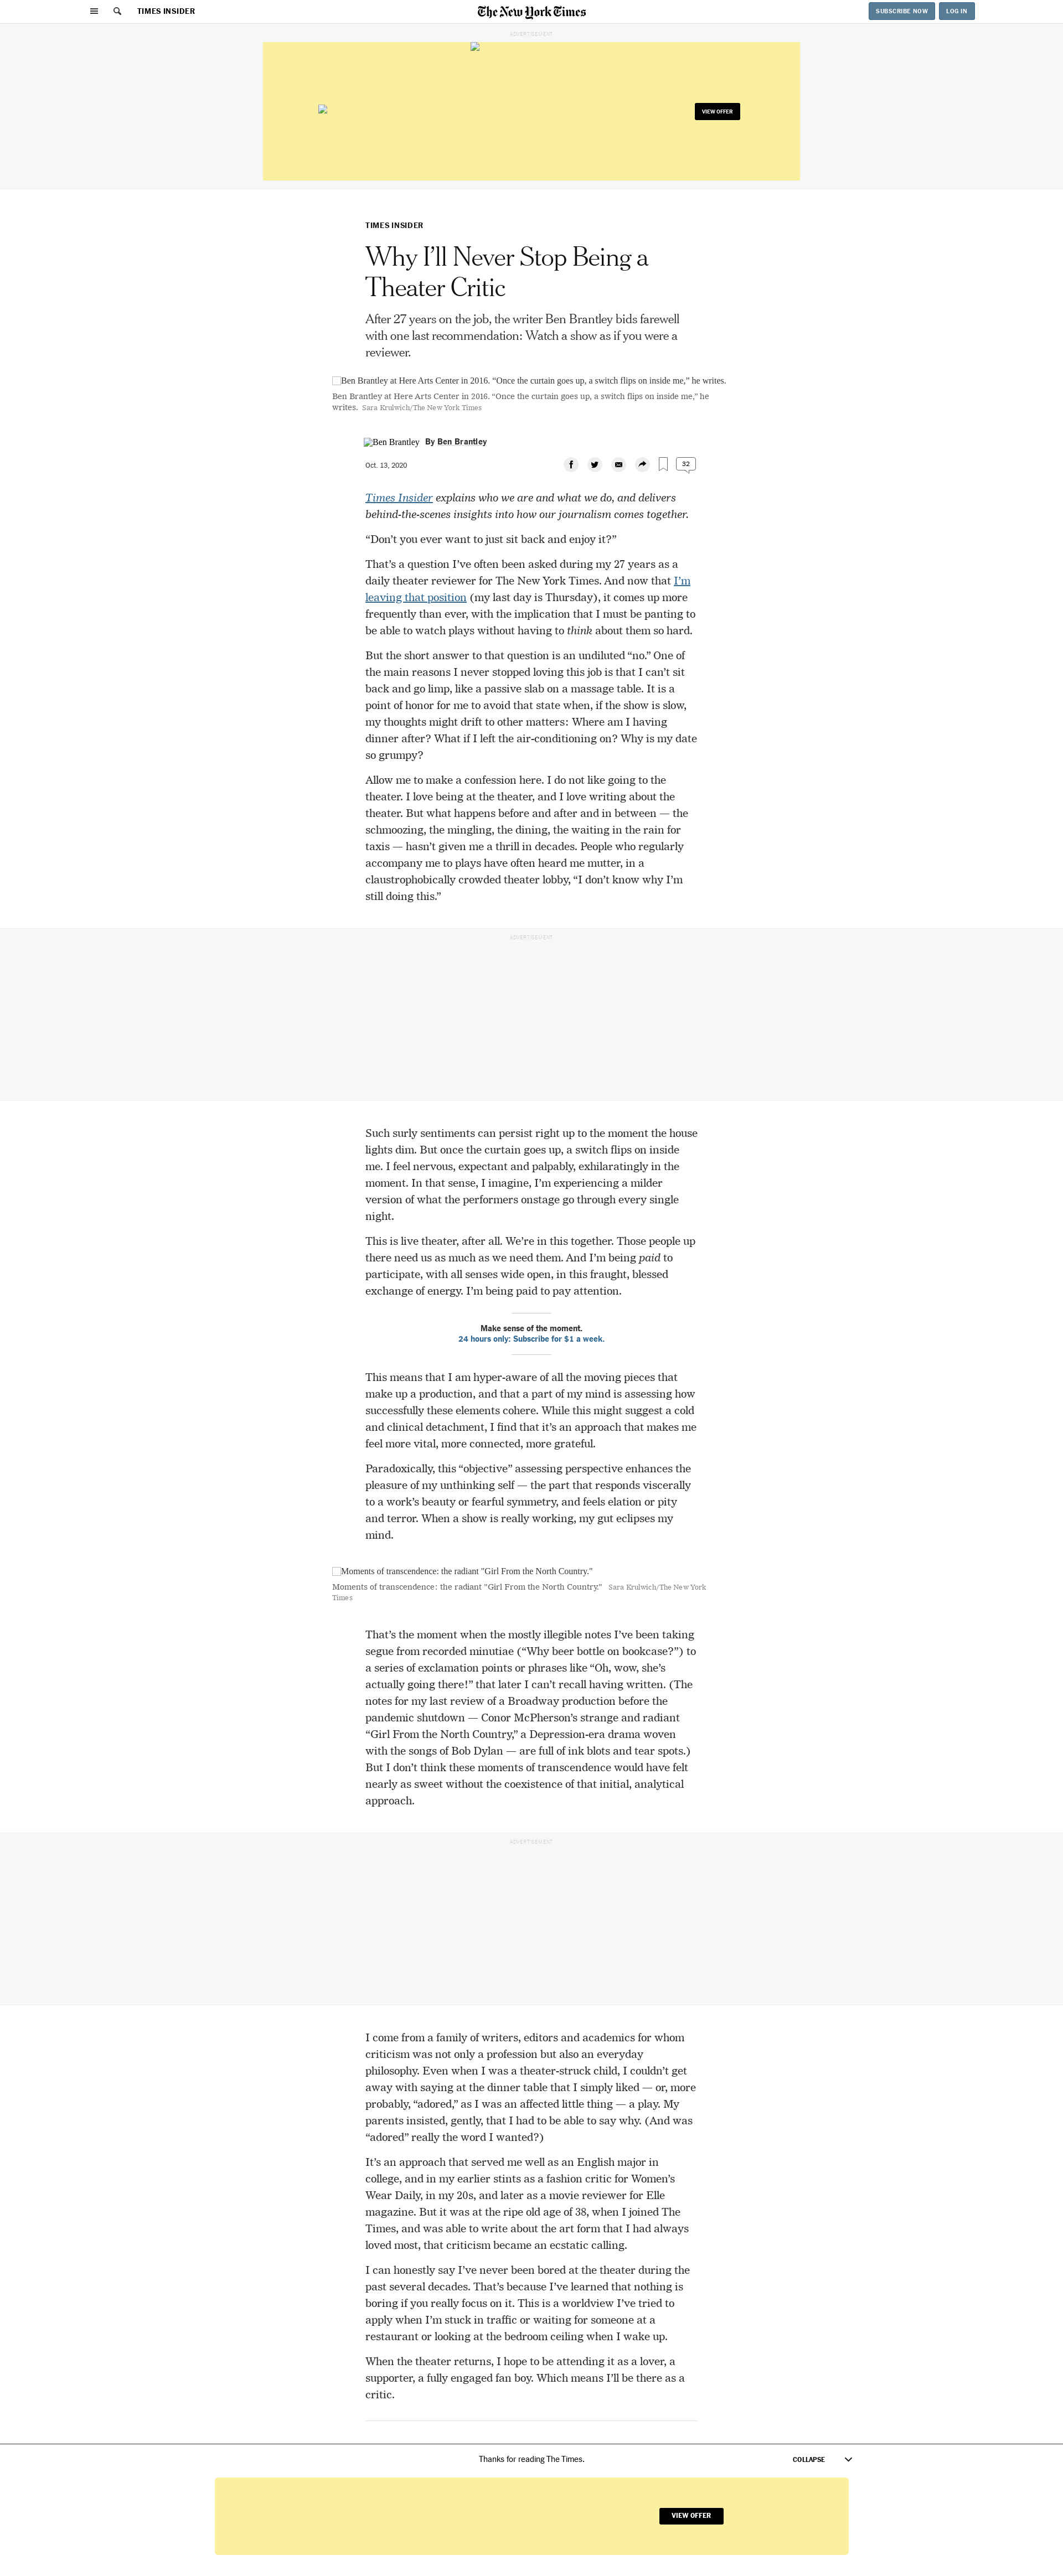 TIMES INSIDER
The New York Times
SUBSCRIBE NOW
LOG IN
ADVERTISEMENT
VIEW OFFER
TIMES INSIDER
Why I’ll Never Stop Being a
Theater Critic
After 27 years on the job, the writer Ben Brantley bids farewell
with one last recommendation: Watch a show as if you were a
reviewer.
Ben Brantley at Here Arts Center in 2016. “Once the curtain goes up, a switch flips on inside me,” he writes.
Ben Brantley at Here Arts Center in 2016. “Once the curtain goes up, a switch flips on inside me,” he
writes. Sara Krulwich/The New York Times
Ben Brantley
By Ben Brantley
Oct. 13, 2020
32
Times Insider explains who we are and what we do, and delivers
behind-the-scenes insights into how our journalism comes together.
“Don’t you ever want to just sit back and enjoy it?”
That’s a question I’ve often been asked during my 27 years as a
daily theater reviewer for The New York Times. And now that I’m
leaving that position (my last day is Thursday), it comes up more
frequently than ever, with the implication that I must be panting to
be able to watch plays without having to think about them so hard.
But the short answer to that question is an undiluted “no.” One of
the main reasons I never stopped loving this job is that I can’t sit
back and go limp, like a passive slab on a massage table. It is a
point of honor for me to avoid that state when, if the show is slow,
my thoughts might drift to other matters: Where am I having
dinner after? What if I left the air-conditioning on? Why is my date
so grumpy?
Allow me to make a confession here. I do not like going to the
theater. I love being at the theater, and I love writing about the
theater. But what happens before and after and in between — the
schmoozing, the mingling, the dining, the waiting in the rain for
taxis — hasn’t given me a thrill in decades. People who regularly
accompany me to plays have often heard me mutter, in a
claustrophobically crowded theater lobby, “I don’t know why I’m
still doing this.”
ADVERTISEMENT
Such surly sentiments can persist right up to the moment the house
lights dim. But once the curtain goes up, a switch flips on inside
me. I feel nervous, expectant and palpably, exhilaratingly in the
moment. In that sense, I imagine, I’m experiencing a milder
version of what the performers onstage go through every single
night.
This is live theater, after all. We’re in this together. Those people up
there need us as much as we need them. And I’m being paid to
participate, with all senses wide open, in this fraught, blessed
exchange of energy. I’m being paid to pay attention.
Make sense of the moment.
24 hours only: Subscribe for $1 a week.
This means that I am hyper-aware of all the moving pieces that
make up a production, and that a part of my mind is assessing how
successfully these elements cohere. While this might suggest a cold
and clinical detachment, I find that it’s an approach that makes me
feel more vital, more connected, more grateful.
Paradoxically, this “objective” assessing perspective enhances the
pleasure of my unthinking self — the part that responds viscerally
to a work’s beauty or fearful symmetry, and feels elation or pity
and terror. When a show is really working, my gut eclipses my
mind.
Moments of transcendence: the radiant "Girl From the North Country."
Moments of transcendence: the radiant "Girl From the North Country." Sara Krulwich/The New York
Times
That’s the moment when the mostly illegible notes I’ve been taking
segue from recorded minutiae (“Why beer bottle on bookcase?”) to
a series of exclamation points or phrases like “Oh, wow, she’s
actually going there!” that later I can’t recall having written. (The
notes for my last review of a Broadway production before the
pandemic shutdown — Conor McPherson’s strange and radiant
“Girl From the North Country,” a Depression-era drama woven
with the songs of Bob Dylan — are full of ink blots and tear spots.)
But I don’t think these moments of transcendence would have felt
nearly as sweet without the coexistence of that initial, analytical
approach.
ADVERTISEMENT
I come from a family of writers, editors and academics for whom
criticism was not only a profession but also an everyday
philosophy. Even when I was a theater-struck child, I couldn’t get
away with saying at the dinner table that I simply liked — or, more
probably, “adored,” as I was an affected little thing — a play. My
parents insisted, gently, that I had to be able to say why. (And was
“adored” really the word I wanted?)
It’s an approach that served me well as an English major in
college, and in my earlier stints as a fashion critic for Women’s
Wear Daily, in my 20s, and later as a movie reviewer for Elle
magazine. But it was at the ripe old age of 38, when I joined The
Times, and was able to write about the art form that I had always
loved most, that criticism became an ecstatic calling.
I can honestly say I’ve never been bored at the theater during the
past several decades. That’s because I’ve learned that nothing is
boring if you really focus on it. This is a worldview I’ve tried to
apply when I’m stuck in traffic or waiting for someone at a
restaurant or looking at the bedroom ceiling when I wake up.
When the theater returns, I hope to be attending it as a lover, a
supporter, a fully engaged fan boy. Which means I’ll be there as a
critic.
Thanks for reading The Times.
COLLAPSE
VIEW OFFER